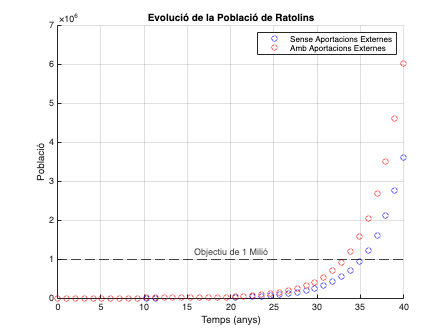 Evolució de la Població de Ratolins
×10⁶
Sense Aportacions Externes
Amb Aportacions Externes
7
6
5
4
3
2
1
0
Població
Objectiu de 1 Milió
0 5 10 15 20 25 30 35 40
Temps (anys)